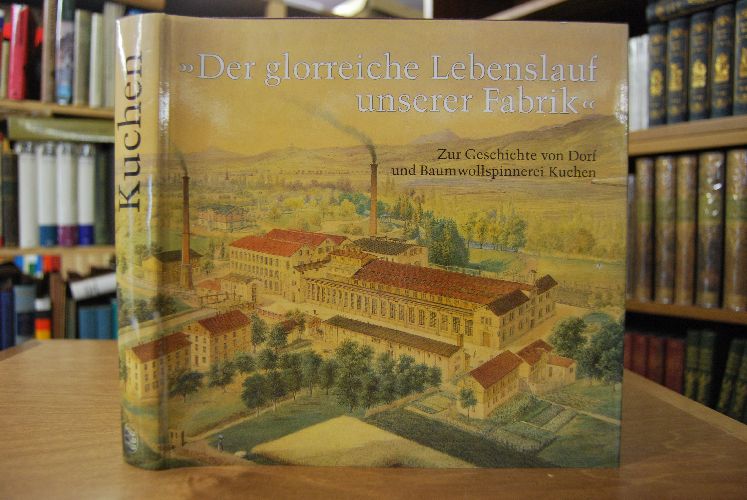 »Der glorreiche Lebenslauf
unserer Fabrik«
Zur Geschichte von Dorf
und Baumwollspinnerei Kuchen
Kuchen